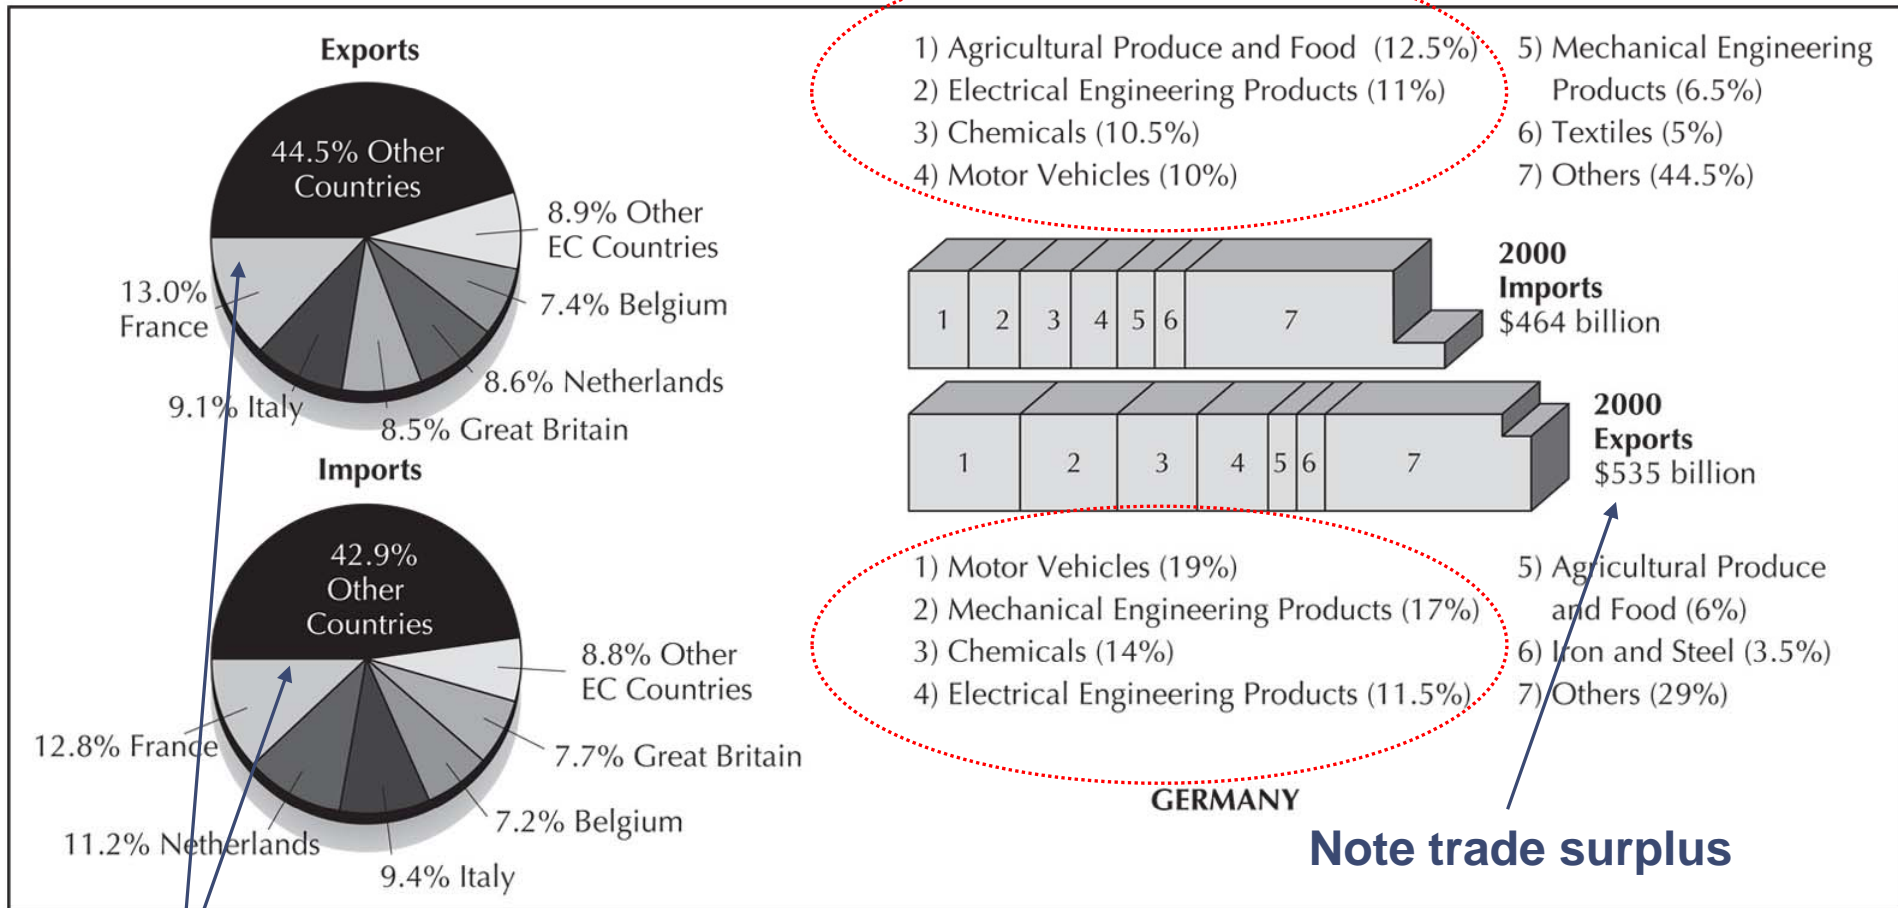 Exports
44.5% Other
Countries
8.9% Other
EC Countries
7.4% Belgium
8.6% Netherlands
8.5% Great Britain
9.1% Italy
13.0%
France
Imports
42.9%
Other
Countries
8.8% Other
EC Countries
7.7% Great Britain
7.2% Belgium
9.4% Italy
11.2% Netherlands
12.8% France
1) Agricultural Produce and Food (12.5%)
2) Electrical Engineering Products (11%)
3) Chemicals (10.5%)
4) Motor Vehicles (10%)
5) Mechanical Engineering
Products (6.5%)
6) Textiles (5%)
7) Others (44.5%)
1 2 3 4 5 6 7
2000
Imports
$464 billion
1 2 3 4 5 6 7
2000
Exports
$535 billion
1) Motor Vehicles (19%)
2) Mechanical Engineering Products (17%)
3) Chemicals (14%)
4) Electrical Engineering Products (11.5%)
5) Agricultural Produce
and Food (6%)
6) Iron and Steel (3.5%)
7) Others (29%)
GERMANY
Note trade surplus